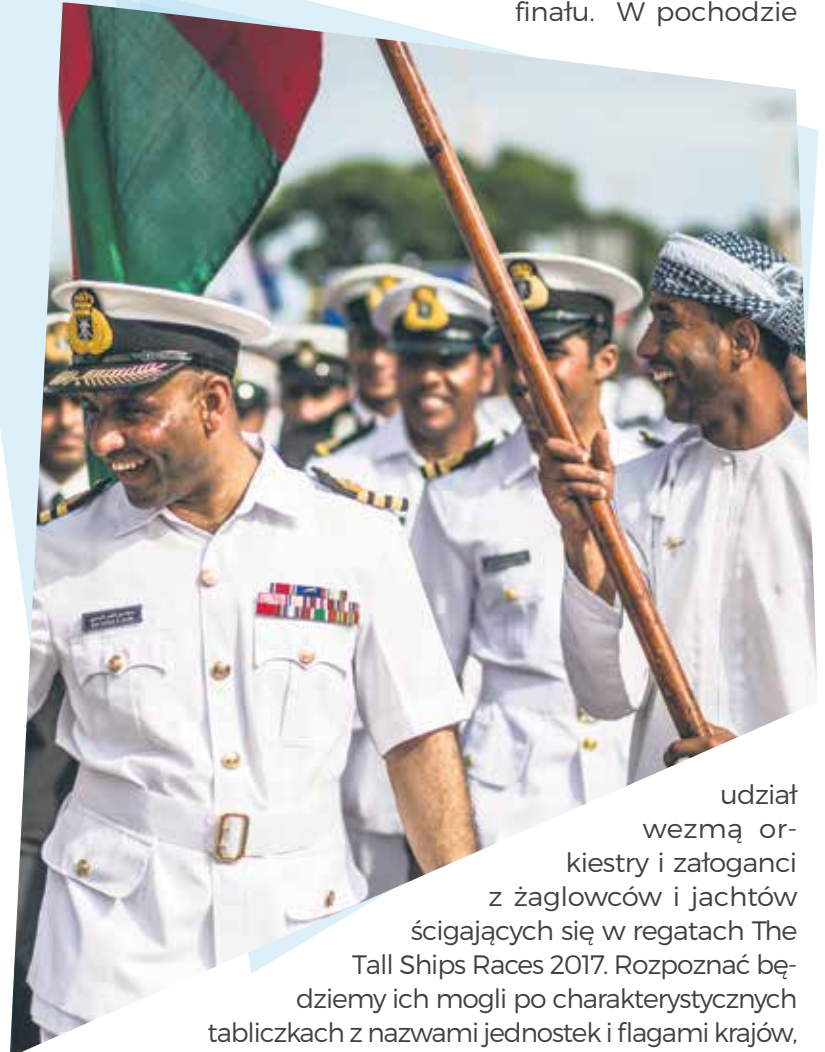 finału. W pochodzie
udział
wezmą or-
kiestry i załoganci
z żaglowców i jachtów
ścigających się w regatach The
Tall Ships Races 2017. Rozpoznać bę-
dziemy ich mogli po charakterystycznych
tabliczkach z nazwami jednostek i flagami krajów,